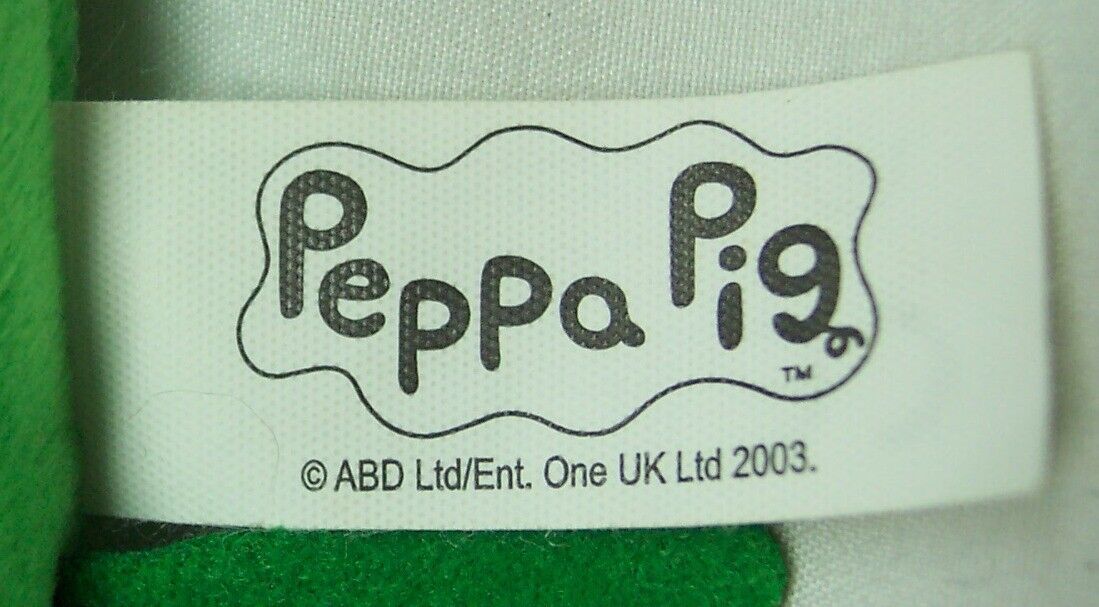 Peppa Pig
™
© ABD Ltd/Ent. One UK Ltd 2003.